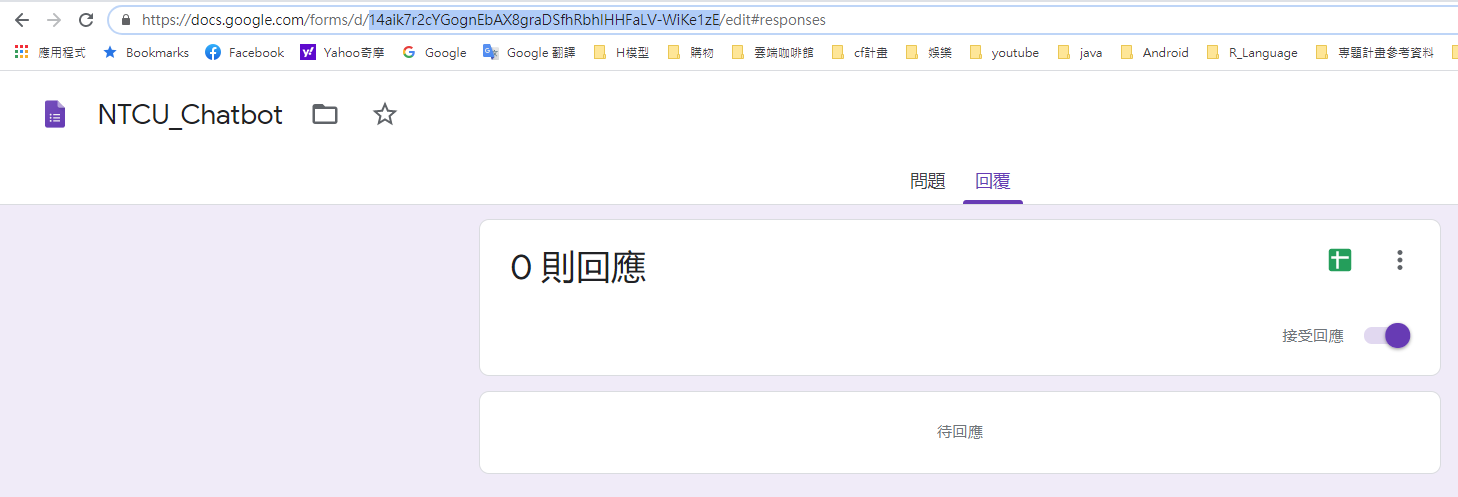 https://docs.google.com/forms/d/14aik7r2cYGognEbAX8graDSfhRbhlHHFaLV-WiKe1zE/edit#responses
應用程式 Bookmarks Facebook Yahoo奇摩 Google Google 翻譯 H模型 購物 雲端咖啡館 cf計畫 娛樂 youtube java Android R_Language 專題計畫參考資料
NTCU_Chatbot
問題 回覆
0 則回應
接受回應
待回應